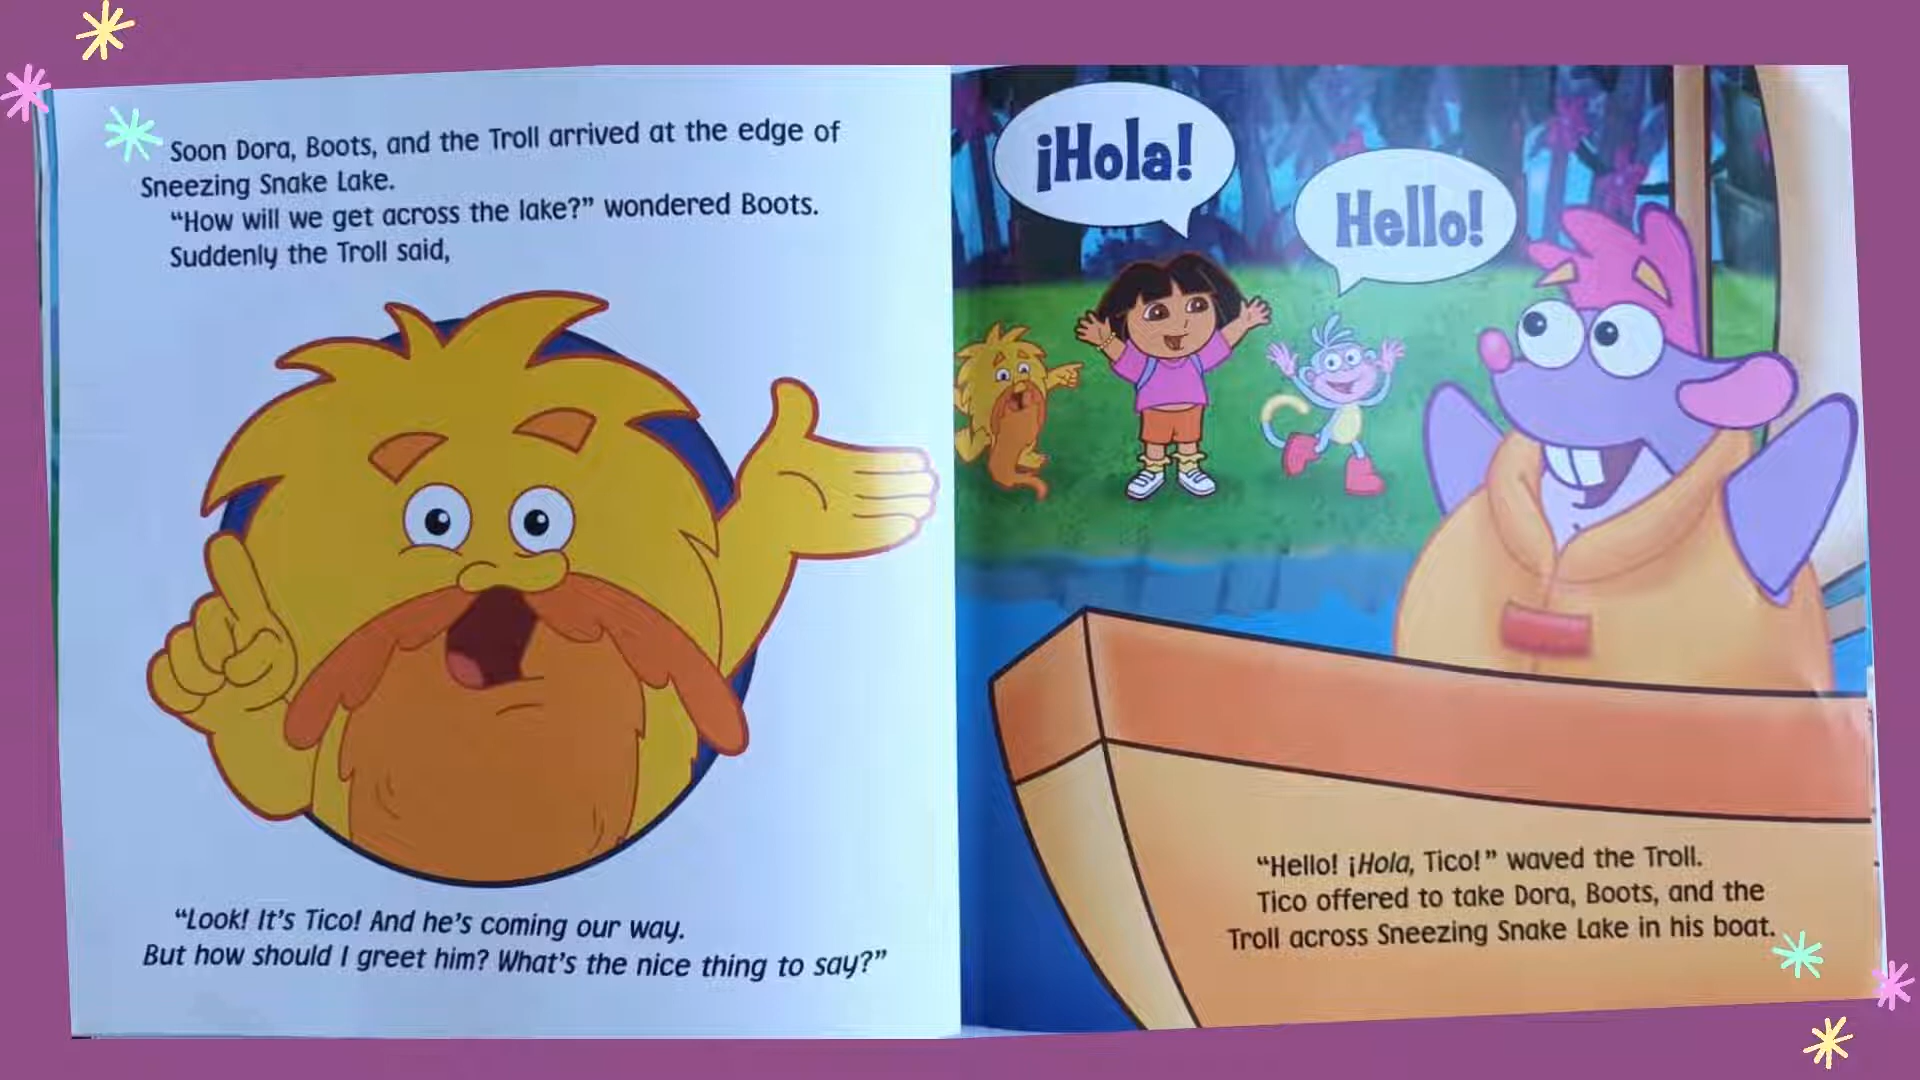 Soon Dora, Boots, and the Troll arrived at the edge of
Sneezing Snake Lake.
“How will we get across the lake?” wondered Boots.
Suddenly the Troll said,
“Look! It’s Tico! And he’s coming our way.
But how should I greet him? What’s the nice thing to say?”
¡Hola!
Hello!
“Hello! ¡Hola, Tico!” waved the Troll.
Tico offered to take Dora, Boots, and the
Troll across Sneezing Snake Lake in his boat.